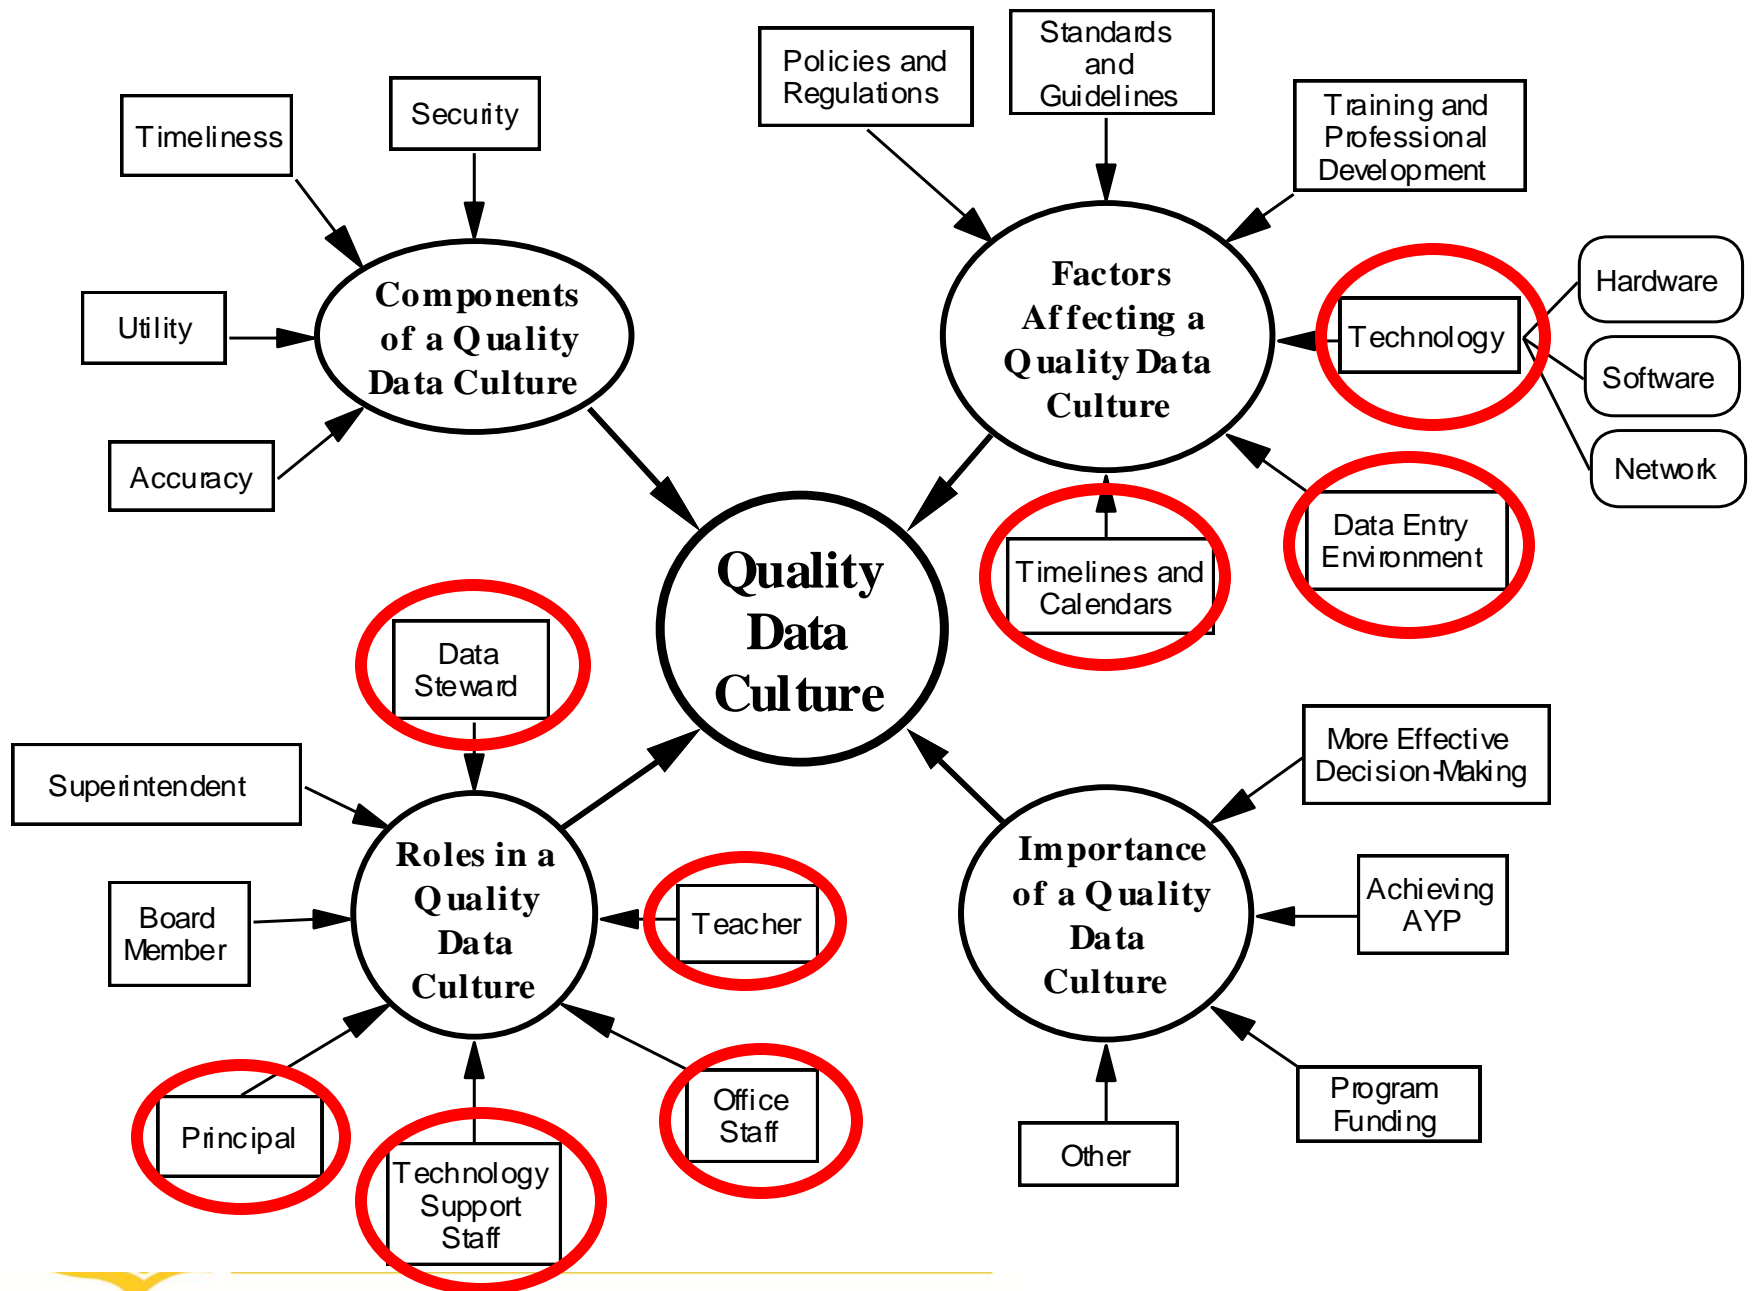 Timeliness
Security
Utility
Accuracy
Components
of a Quality
Data Culture
Policies and
Regulations
Standards
and
Guidelines
Training and
Professional
Development
Factors
Affecting a
Quality Data
Culture
Technology
Hardware
Software
Network
Data Entry
Environment
Timelines and
Calendars
Quality
Data
Culture
Data
Steward
Superintendent
Board
Member
Roles in a
Quality
Data
Culture
Teacher
Principal
Technology
Support
Staff
Office
Staff
More Effective
Decision-Making
Importance
of a Quality
Data
Culture
Achieving
AYP
Program
Funding
Other